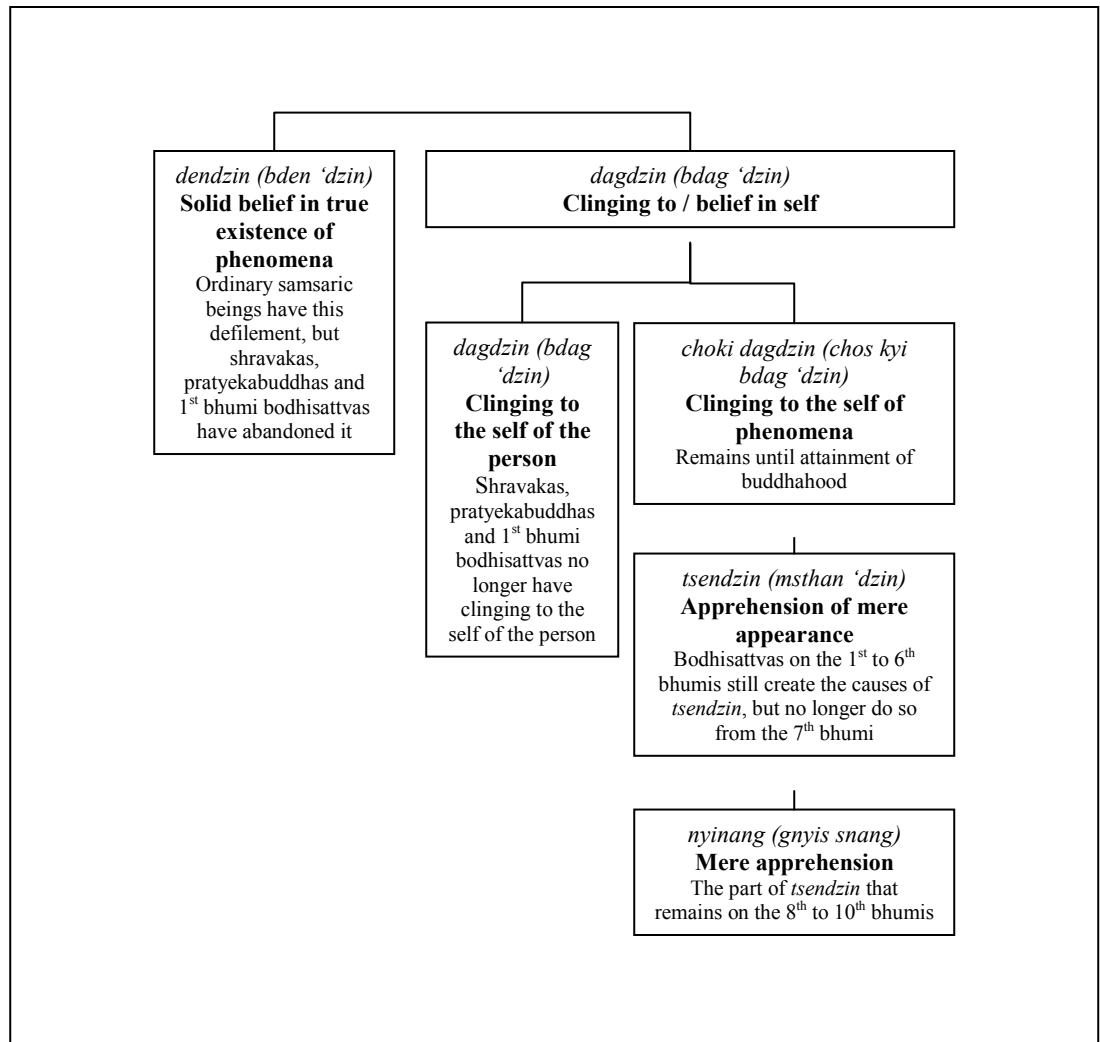 dendzin (bden ‘dzin)
Solid belief in true
existence of
phenomena
Ordinary samsaric
beings have this
defilement, but
shravakas,
pratyekabuddhas and
1st bhumi bodhisattvas
have abandoned it
dagdzin (bdag ‘dzin)
Clinging to / belief in self
dagdzin (bdag
‘dzin)
Clinging to
the self of the
person
Shravakas,
pratyekabuddhas
and 1st bhumi
bodhisattvas no
longer have
clinging to the
self of the person
choki dagdzin (chos kyi
bdag ‘dzin)
Clinging to the self of
phenomena
Remains until attainment of
buddhahood
tsendzin (msthan ‘dzin)
Apprehension of mere
appearance
Bodhisattvas on the 1st to 6th
bhumis still create the causes of
tsendzin, but no longer do so
from the 7th bhumi
nyinang (gnyis snang)
Mere apprehension
The part of tsendzin that
remains on the 8th to 10th bhumis